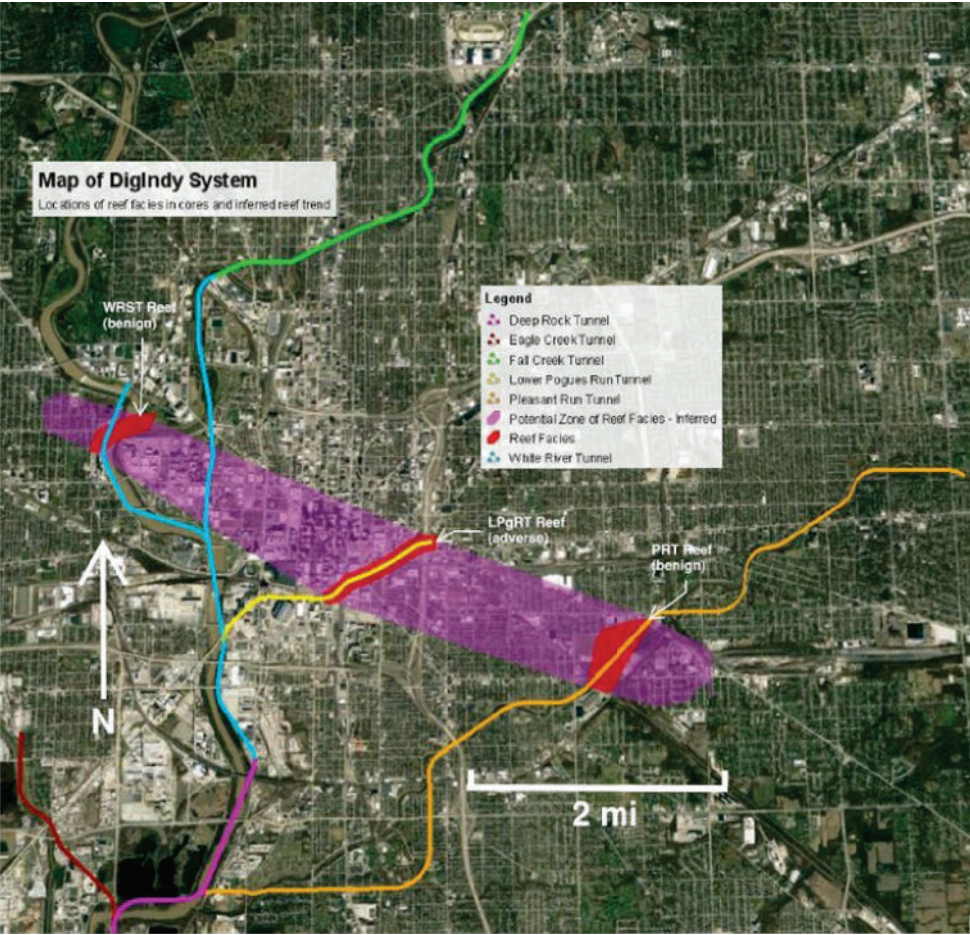 Map of DigIndy System
Locations of reef facies in cores and inferred reef trend
WRST Reef
(benign)
Legend
Deep Rock Tunnel
Eagle Creek Tunnel
Fall Creek Tunnel
Lower Pogues Run Tunnel
Pleasant Run Tunnel
Potential Zone of Reef Facies - Inferred
Reef Facies
White River Tunnel
LPgRT Reef
(adverse)
PRT Reef
(benign)
N
2 mi